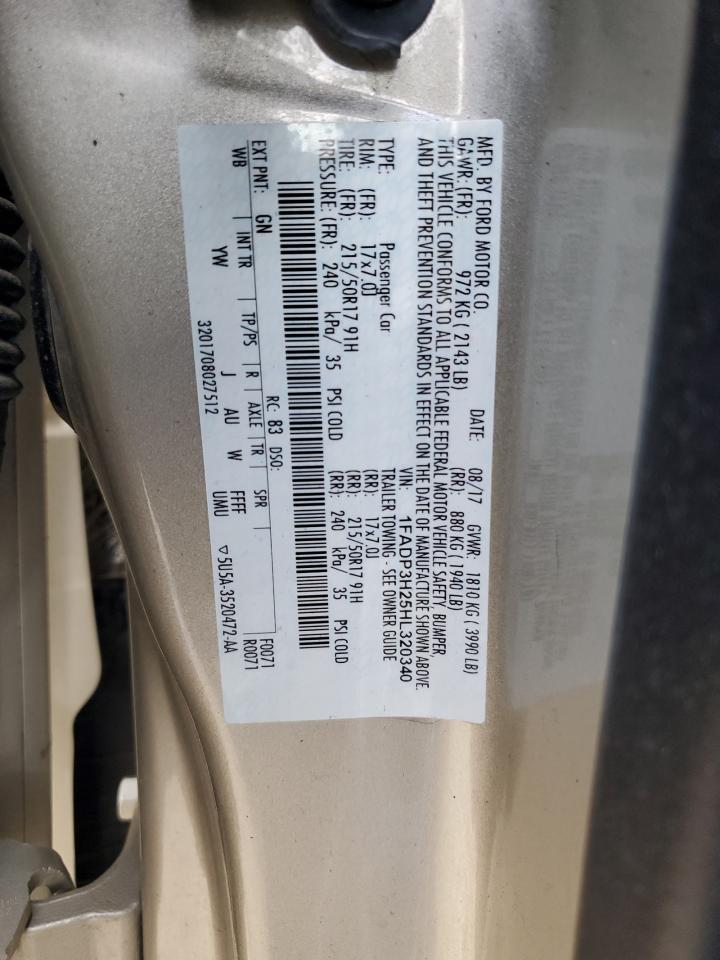 MFD. BY FORD MOTOR CO.
DATE: 08/17 GVWR: 1810 KG ( 3990 LB)
GAWR: (FR): 972 KG ( 2143 LB) (RR): 880 KG ( 1940 LB)
THIS VEHICLE CONFORMS TO ALL APPLICABLE FEDERAL MOTOR VEHICLE SAFETY, BUMPER
AND THEFT PREVENTION STANDARDS IN EFFECT ON THE DATE OF MANUFACTURE SHOWN ABOVE.
VIN: 1FADP3H25HL320340
TYPE: Passenger Car TRAILER TOWING - SEE OWNER GUIDE
RIM: (FR): 17x7.0J (RR): 17x7.0J
TIRE: (FR): 215/50R17 91H (RR): 215/50R17 91H
PRESSURE: (FR): 240 kPa/ 35 PSI COLD (RR): 240 kPa/ 35 PSI COLD
EXT PNT: GN RC: B3 DSO: F0071
WB INT TR TP/PS R AXLE TR SPR R0071
YW J AU W FFFF
UMU
3201708027512 ▽5U5A-3520472-AA